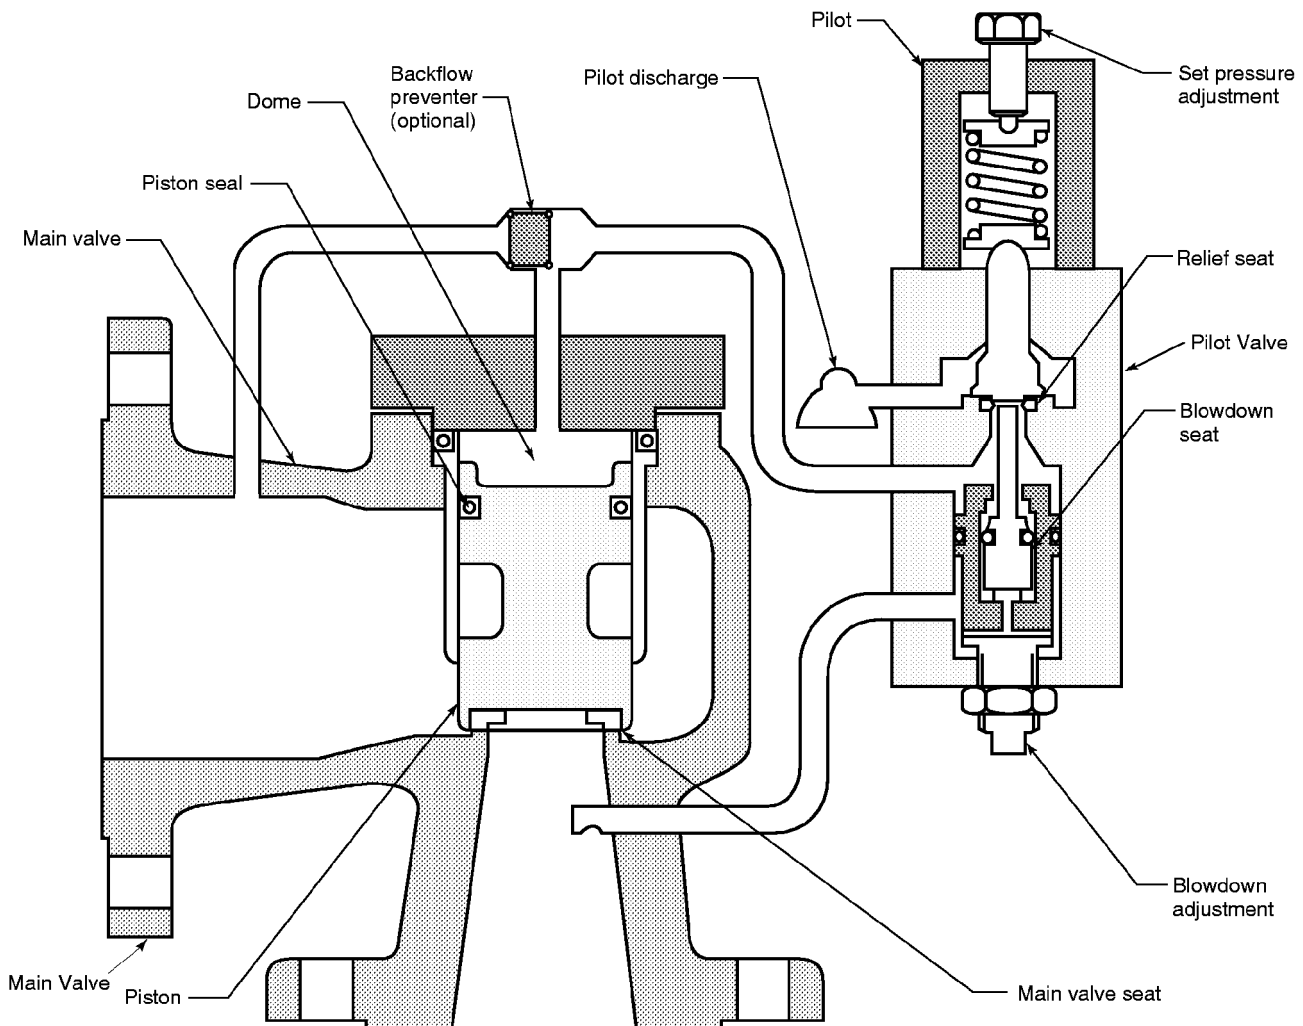 Pilot
Set pressure
adjustment
Backflow
preventer
(optional)
Pilot discharge
Dome
Piston seal
Main valve
Relief seat
Pilot Valve
Blowdown
seat
Blowdown
adjustment
Main Valve
Piston
Main valve seat